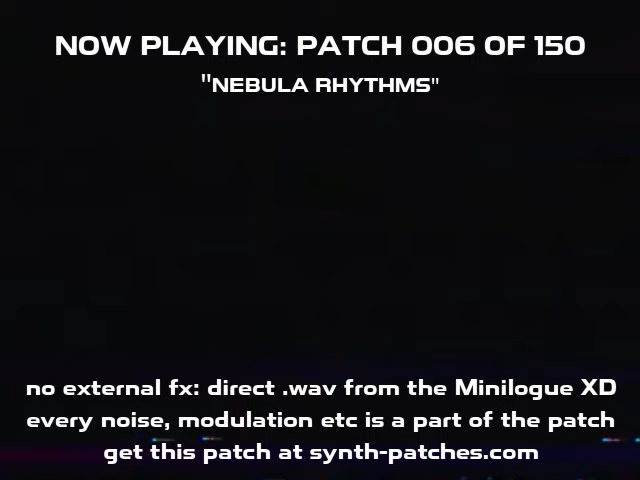 NOW PLAYING: PATCH 006 OF 150
"NEBULA RHYTHMS"
no external fx: direct .wav from the Minilogue XD
every noise, modulation etc is a part of the patch
get this patch at synth-patches.com